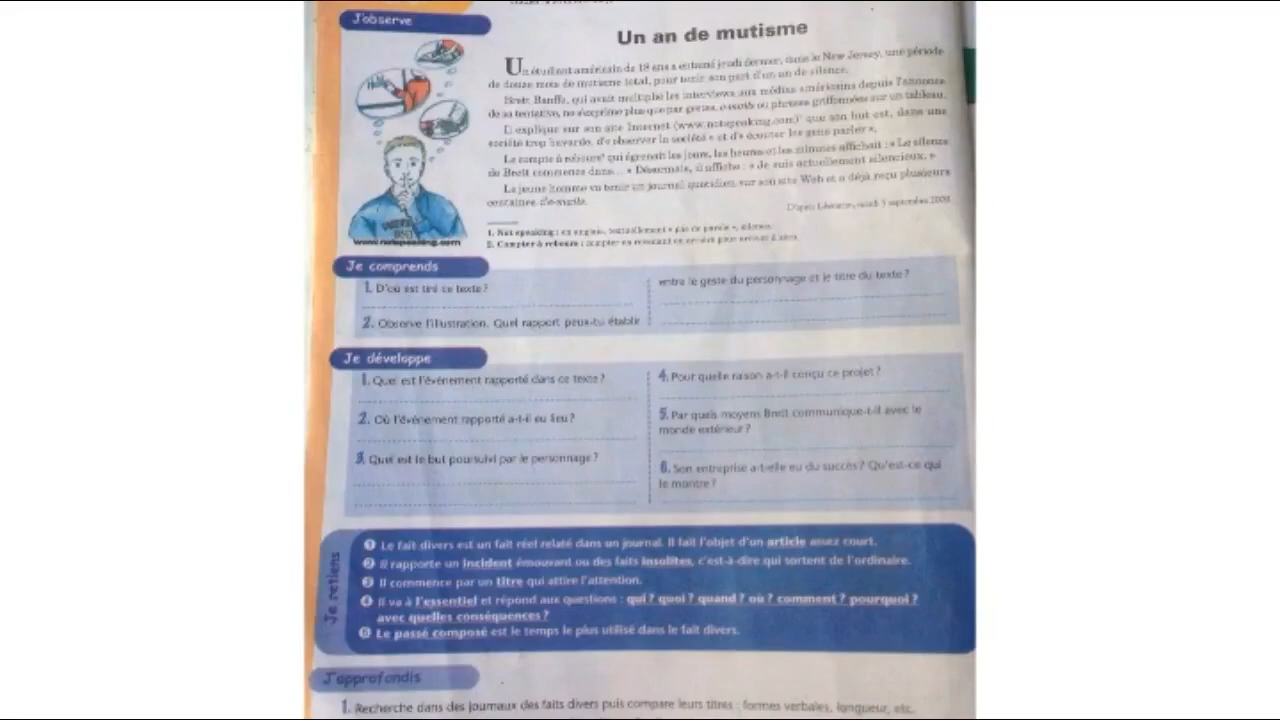 J'observe
Un an de mutisme
Un étudiant américain de 18 ans a entamé jeudi dernier, dans le New Jersey, une période
de douze mois de mutisme total, pour tenir son pari d'un an de silence.
Brett Banffe, qui avait multiplié les interviews aux médias américains depuis l'annonce
de sa tentative, ne s'exprime plus que par gestes, e-mails ou phrases griffonnées sur un tableau.
Il explique sur son site Internet (www.notspeaking.com)¹ que son but est, dans une
société trop bavarde, d'« observer la société » et d'« écouter les gens parler ».
Le compte à rebours² qui égrenait les jours, les heures et les minutes affichait : « Le silence
de Brett commence dans... » Désormais, il affiche : « Je suis actuellement silencieux. »
Le jeune homme va tenir un journal quotidien sur son site Web et a déjà reçu plusieurs
centaines d'e-mails.
D'après Libération, mardi 5 septembre
1. Not speaking : en anglais, textuellement « pas de parole », silence.
2. Compter à rebours : compter en
www.notspeaking.com
Je comprends
1. D'où est tiré ce texte ?
2. Observe l'illustration. Quel rapport peux-tu établir
entre le geste du personnage et le titre du texte ?
Je développe
1. Quel est l'événement rapporté dans ce texte ?
2. Où l'événement rapporté a-t-il eu lieu ?
3. Quel est le but poursuivi par le personnage ?
4. Pour quelle raison a-t-il conçu ce projet ?
5. Par quels moyens Brett communique-t-il avec le
monde extérieur ?
6. Son entreprise a-t-elle eu du succès ? Qu'est-ce qui
le montre ?
Je retiens
1 Le fait divers est un fait réel relaté dans un journal. Il fait l'objet d'un article assez court.
2 Il rapporte un incident émouvant ou des faits insolites, c'est-à-dire qui sortent de l'ordinaire.
3 Il commence par un titre qui attire l'attention.
4 Il va à l'essentiel et répond aux questions : qui ? quoi ? quand ? où ? comment ? pourquoi ?
avec quelles conséquences ?
5 Le passé composé est le temps le plus utilisé dans le fait divers.
J'approfondis
1. Recherche dans des journaux des faits divers puis compare leurs titres : formes verbales, longueur, etc.